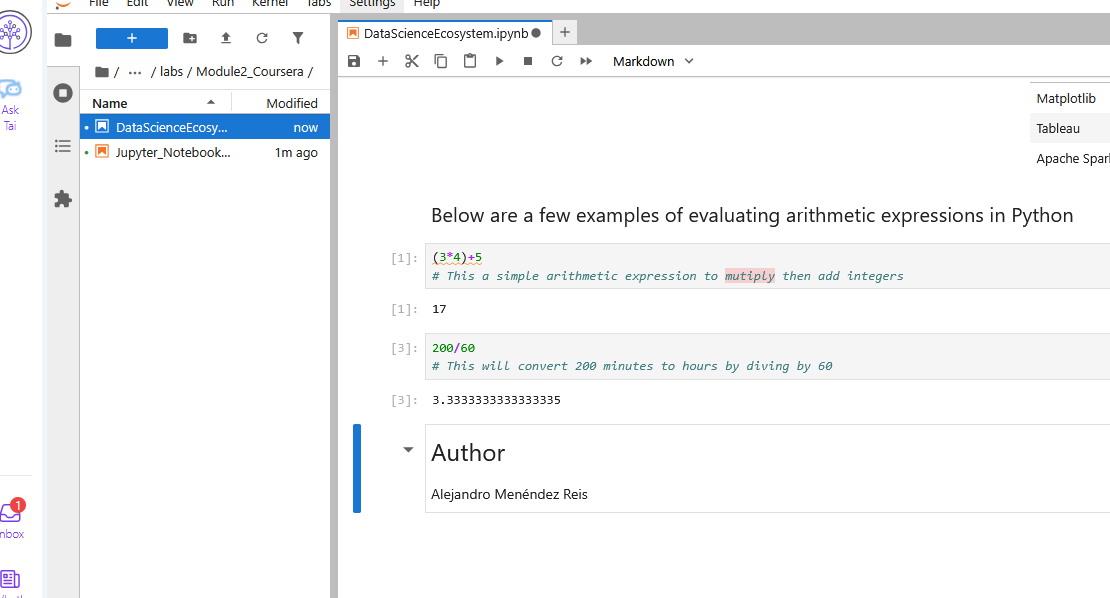 File Edit View Run Kernel Tabs Settings Help
DataScienceEcosystem.ipynb
Markdown
Ask
Tai
/ ... / labs / Module2_Coursera /
Name Modified
DataScienceEcosy... now
Jupyter_Notebook... 1m ago
Matplotlib
Tableau
Apache Spark
Below are a few examples of evaluating arithmetic expressions in Python
[1]: (3*4)+5
# This a simple arithmetic expression to mutiply then add integers
[1]: 17
[3]: 200/60
# This will convert 200 minutes to hours by diving by 60
[3]: 3.3333333333333335
Author
Alejandro Menéndez Reis
1
nbox